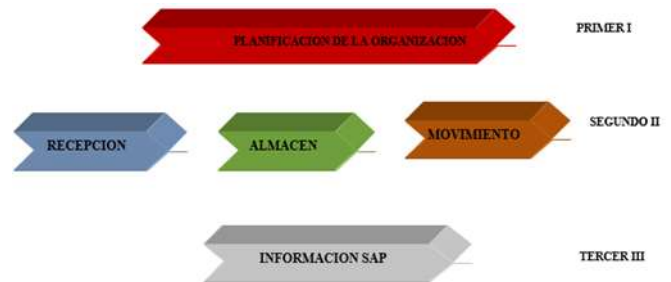 PLANIFICACION DE LA ORGANIZACION
PRIMER I
RECEPCION
ALMACEN
MOVIMIENTO
SEGUNDO II
INFORMACION SAP
TERCER III